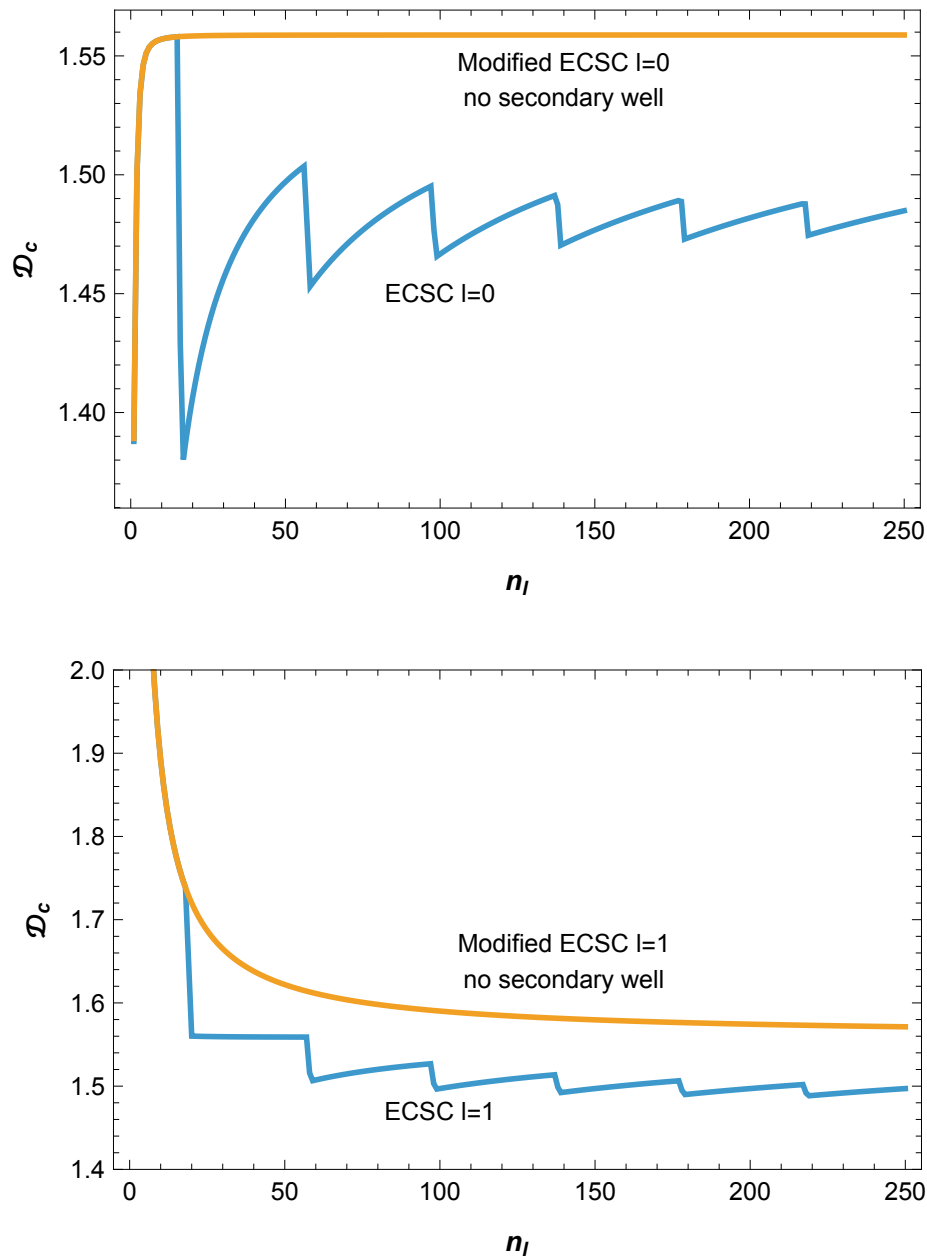 1.55
1.50
1.45
1.40
𝒟c
Modified ECSC l=0
no secondary well
ECSC l=0
0
50
100
150
200
250
nl
2.0
1.9
1.8
1.7
1.6
1.5
1.4
𝒟c
Modified ECSC l=1
no secondary well
ECSC l=1
0
50
100
150
200
250
nl